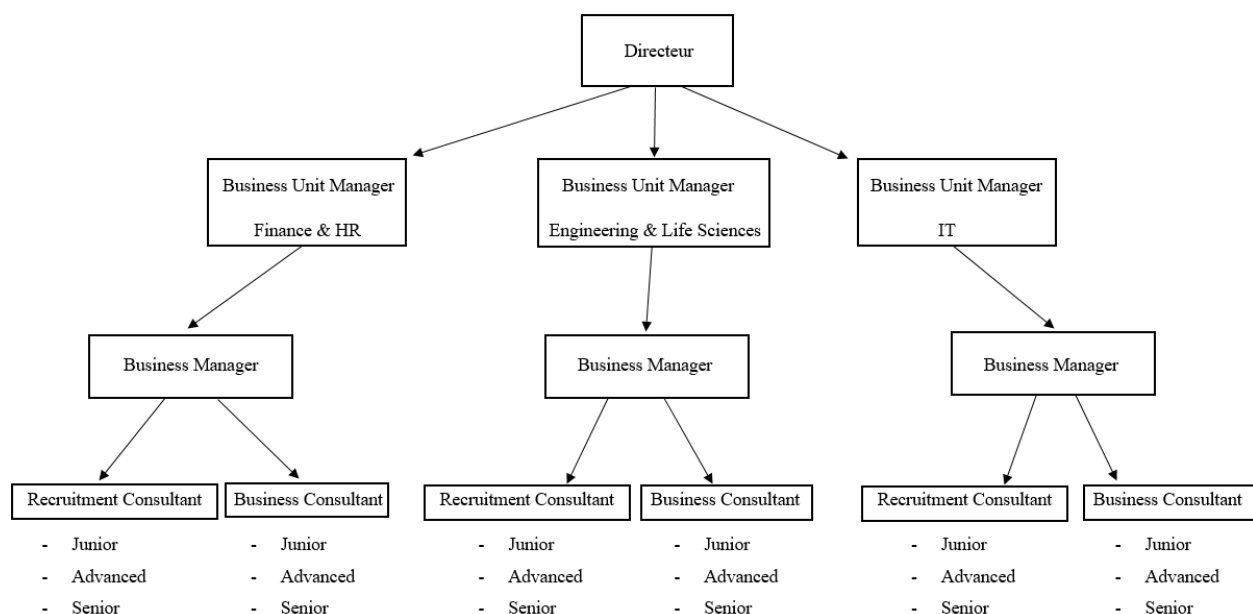 Directeur
Business Unit Manager
Finance & HR
Business Unit Manager
Engineering & Life Sciences
Business Unit Manager
IT
Business Manager
Business Manager
Business Manager
Recruitment Consultant
Business Consultant
Recruitment Consultant
Business Consultant
Recruitment Consultant
Business Consultant
- Junior
- Advanced
- Senior
- Junior
- Advanced
- Senior
- Junior
- Advanced
- Senior
- Junior
- Advanced
- Senior
- Junior
- Advanced
- Senior
- Junior
- Advanced
- Senior